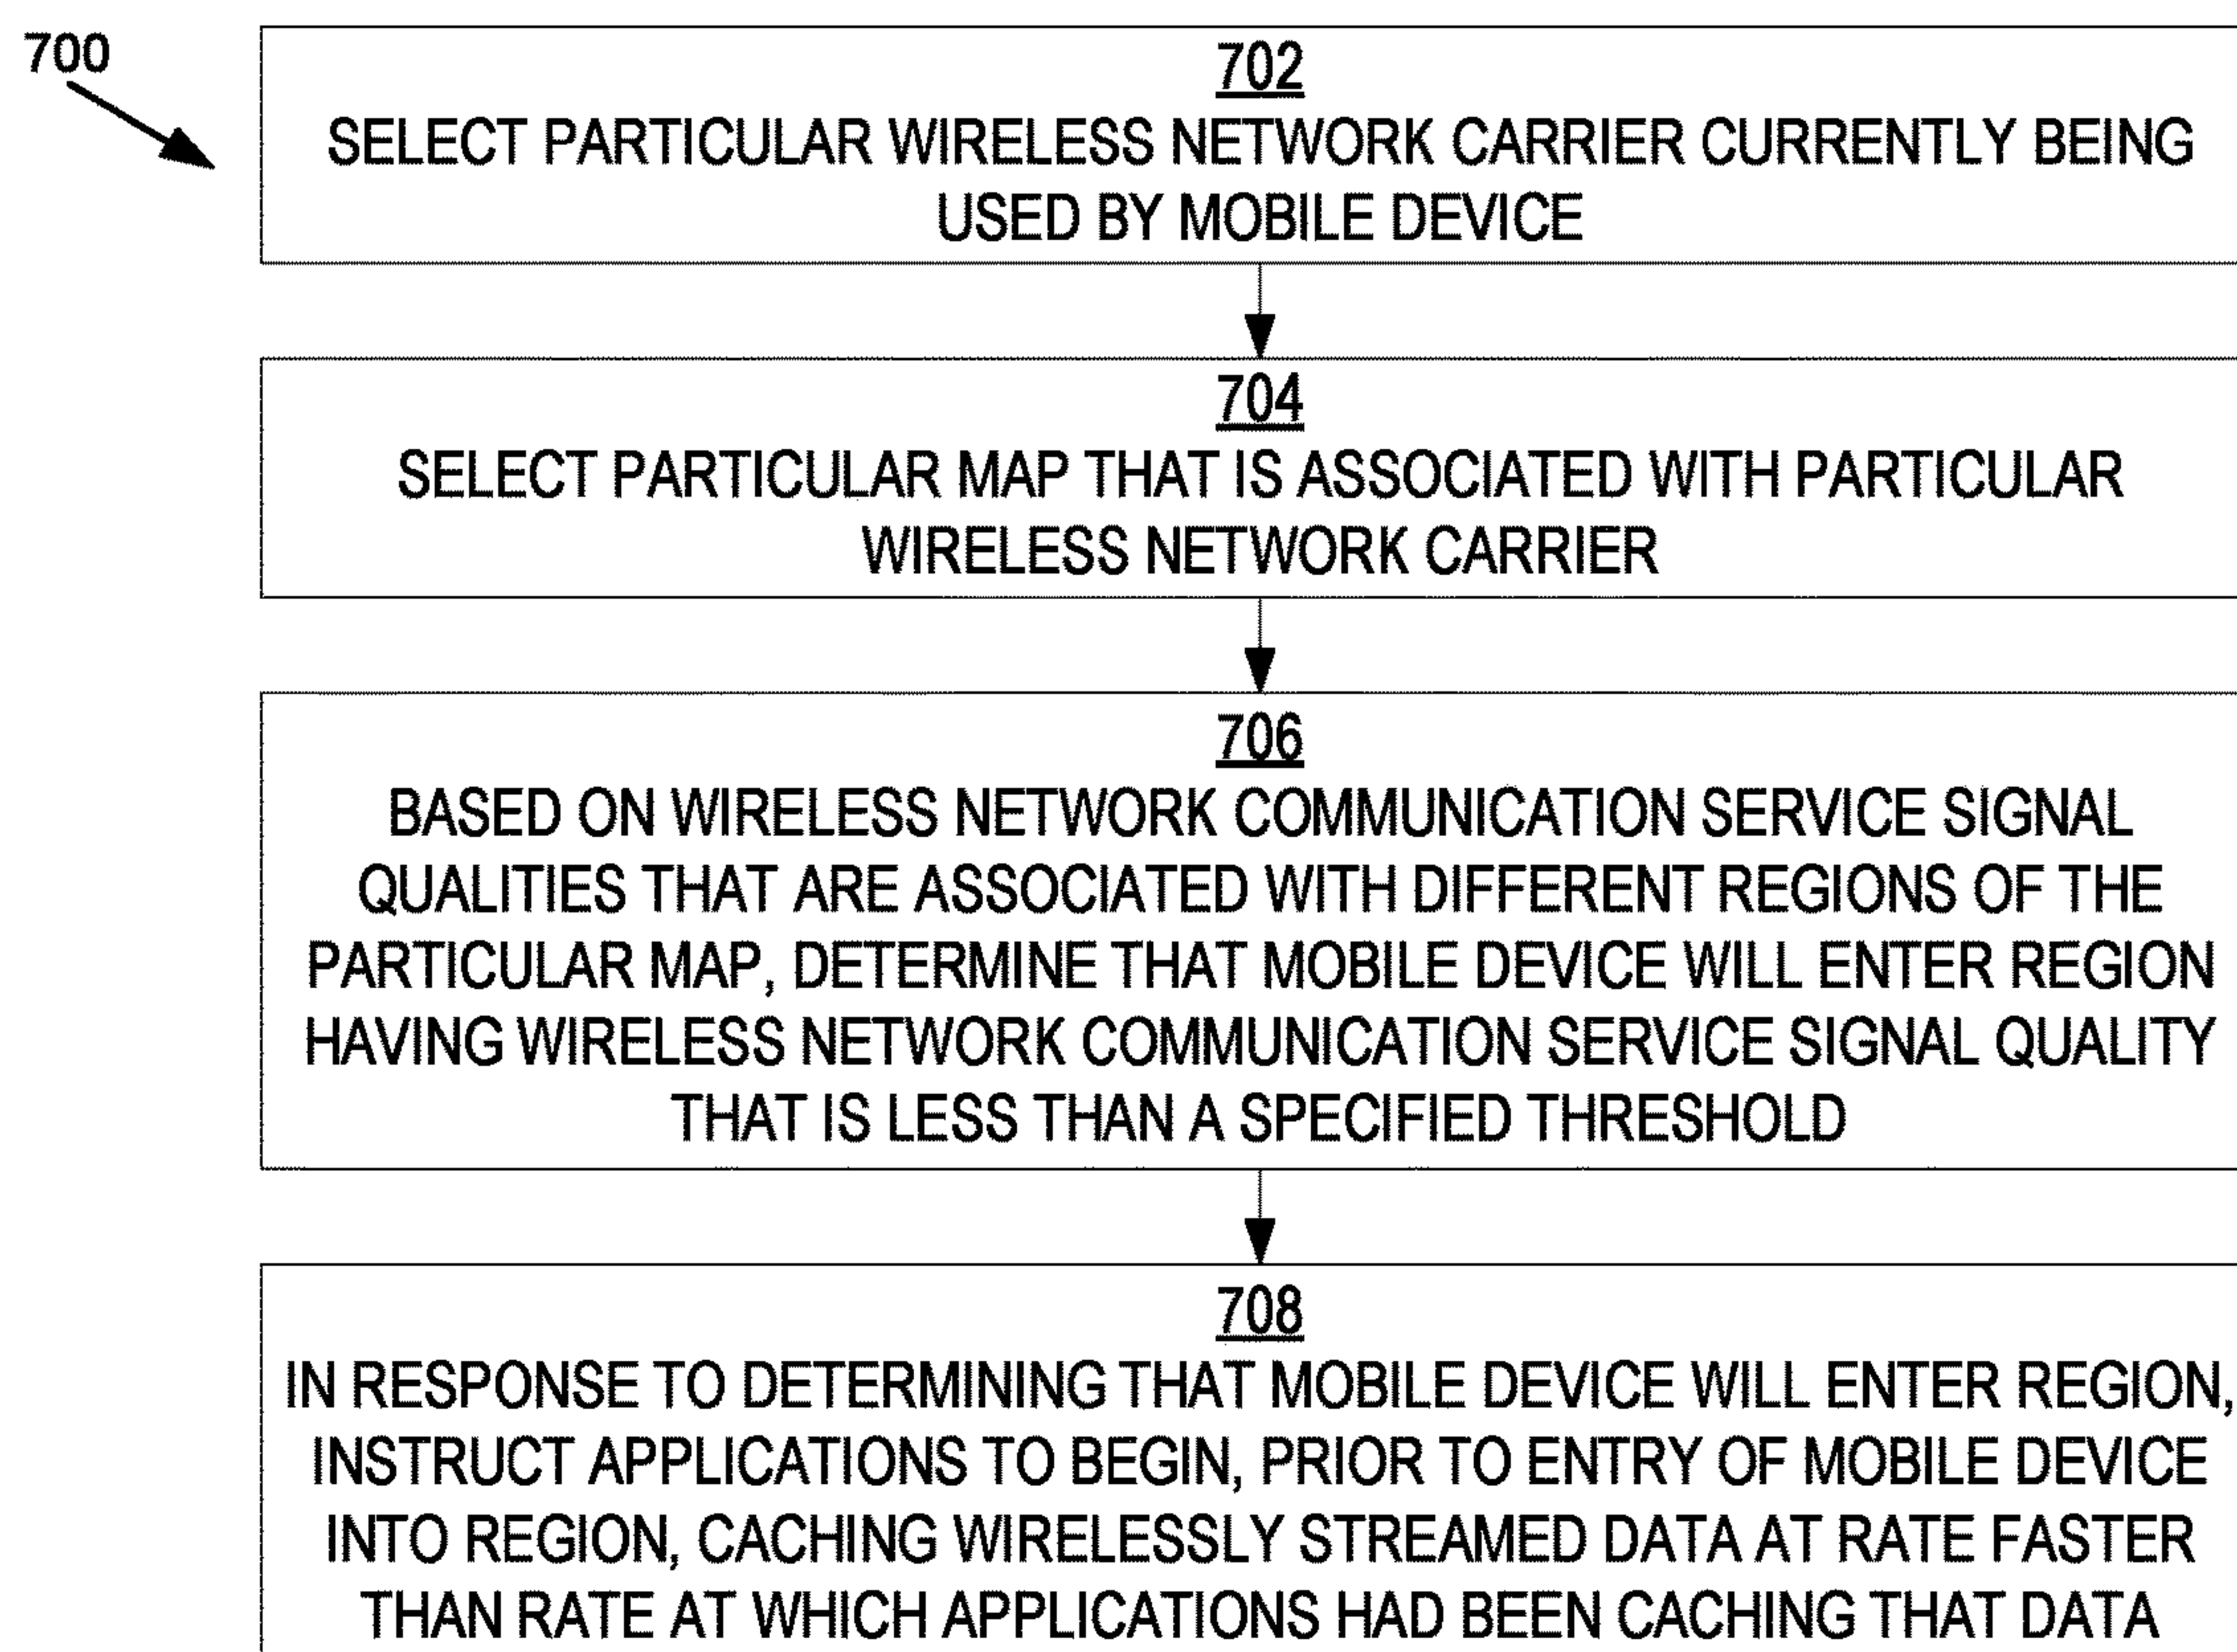 700
702
SELECT PARTICULAR WIRELESS NETWORK CARRIER CURRENTLY BEING
USED BY MOBILE DEVICE
704
SELECT PARTICULAR MAP THAT IS ASSOCIATED WITH PARTICULAR
WIRELESS NETWORK CARRIER
706
BASED ON WIRELESS NETWORK COMMUNICATION SERVICE SIGNAL
QUALITIES THAT ARE ASSOCIATED WITH DIFFERENT REGIONS OF THE
PARTICULAR MAP, DETERMINE THAT MOBILE DEVICE WILL ENTER REGION
HAVING WIRELESS NETWORK COMMUNICATION SERVICE SIGNAL QUALITY
THAT IS LESS THAN A SPECIFIED THRESHOLD
708
IN RESPONSE TO DETERMINING THAT MOBILE DEVICE WILL ENTER REGION,
INSTRUCT APPLICATIONS TO BEGIN, PRIOR TO ENTRY OF MOBILE DEVICE
INTO REGION, CACHING WIRELESSLY STREAMED DATA AT RATE FASTER
THAN RATE AT WHICH APPLICATIONS HAD BEEN CACHING THAT DATA